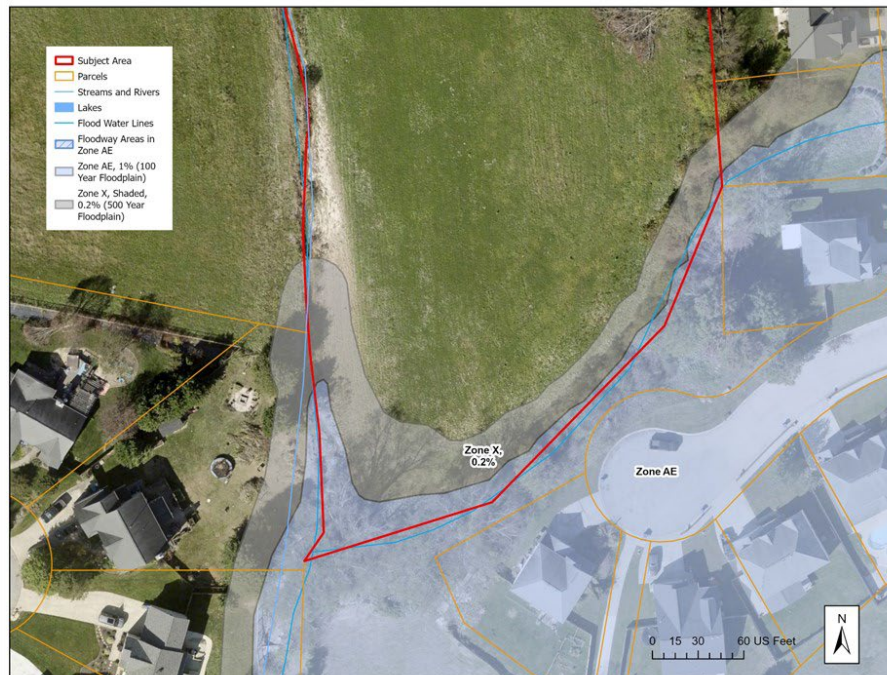 Subject Area
Parcels
Streams and Rivers
Lakes
Flood Water Lines
Floodway Areas in
Zone AE
Zone AE, 1% (100
Year Floodplain)
Zone X, Shaded,
0.2% (500 Year
Floodplain)
Zone X,
0.2%
Zone AE
N
0 15 30 60 US Feet